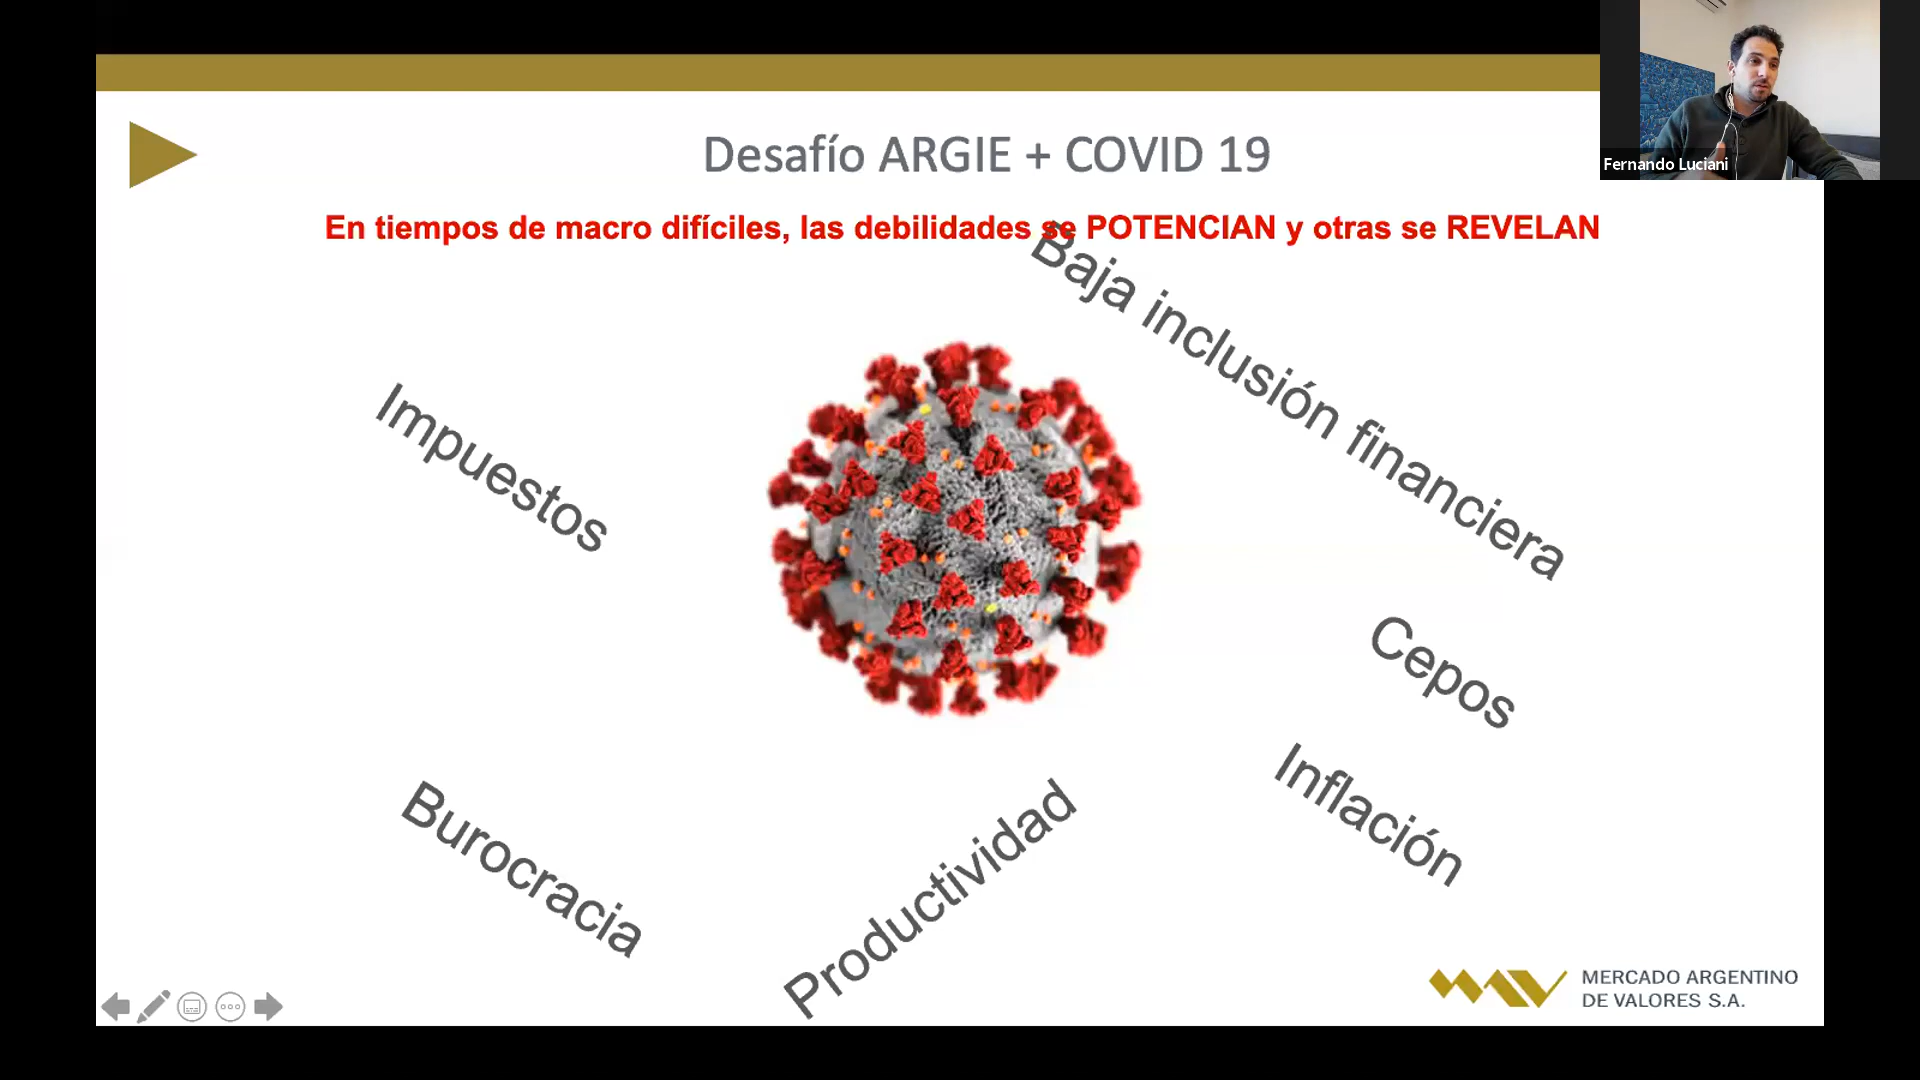 Desafío ARGIE + COVID 19
Fernando Luciani
En tiempos de macro difíciles, las debilidades se POTENCIAN y otras se REVELAN
Baja inclusión financiera
Impuestos
Cepos
Inflación
Burocracia
Productividad
MERCADO ARGENTINO
DE VALORES S.A.